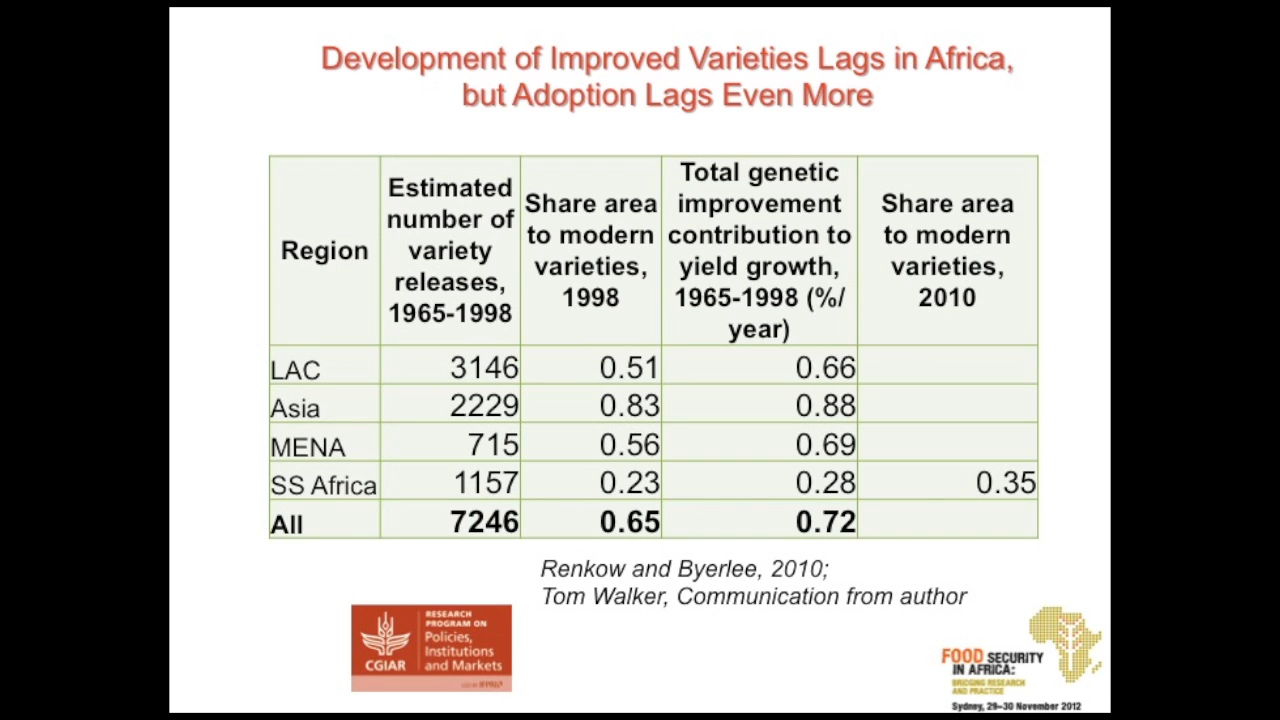 Development of Improved Varieties Lags in Africa,
but Adoption Lags Even More
Region
Estimated
number of
variety
releases,
1965-1998
Share area
to modern
varieties,
1998
Total genetic
improvement
contribution to
yield growth,
1965-1998 (%/
year)
Share area
to modern
varieties,
2010
LAC 3146 0.51 0.66
Asia 2229 0.83 0.88
MENA 715 0.56 0.69
SS Africa 1157 0.23 0.28 0.35
All 7246 0.65 0.72
Renkow and Byerlee, 2010;
Tom Walker, Communication from author
CGIAR
RESEARCH
PROGRAM ON
Policies,
Institutions
and Markets
IFPRI
FOOD SECURITY
IN AFRICA:
BRIDGING RESEARCH
AND PRACTICE
Sydney, 29–30 November 2012